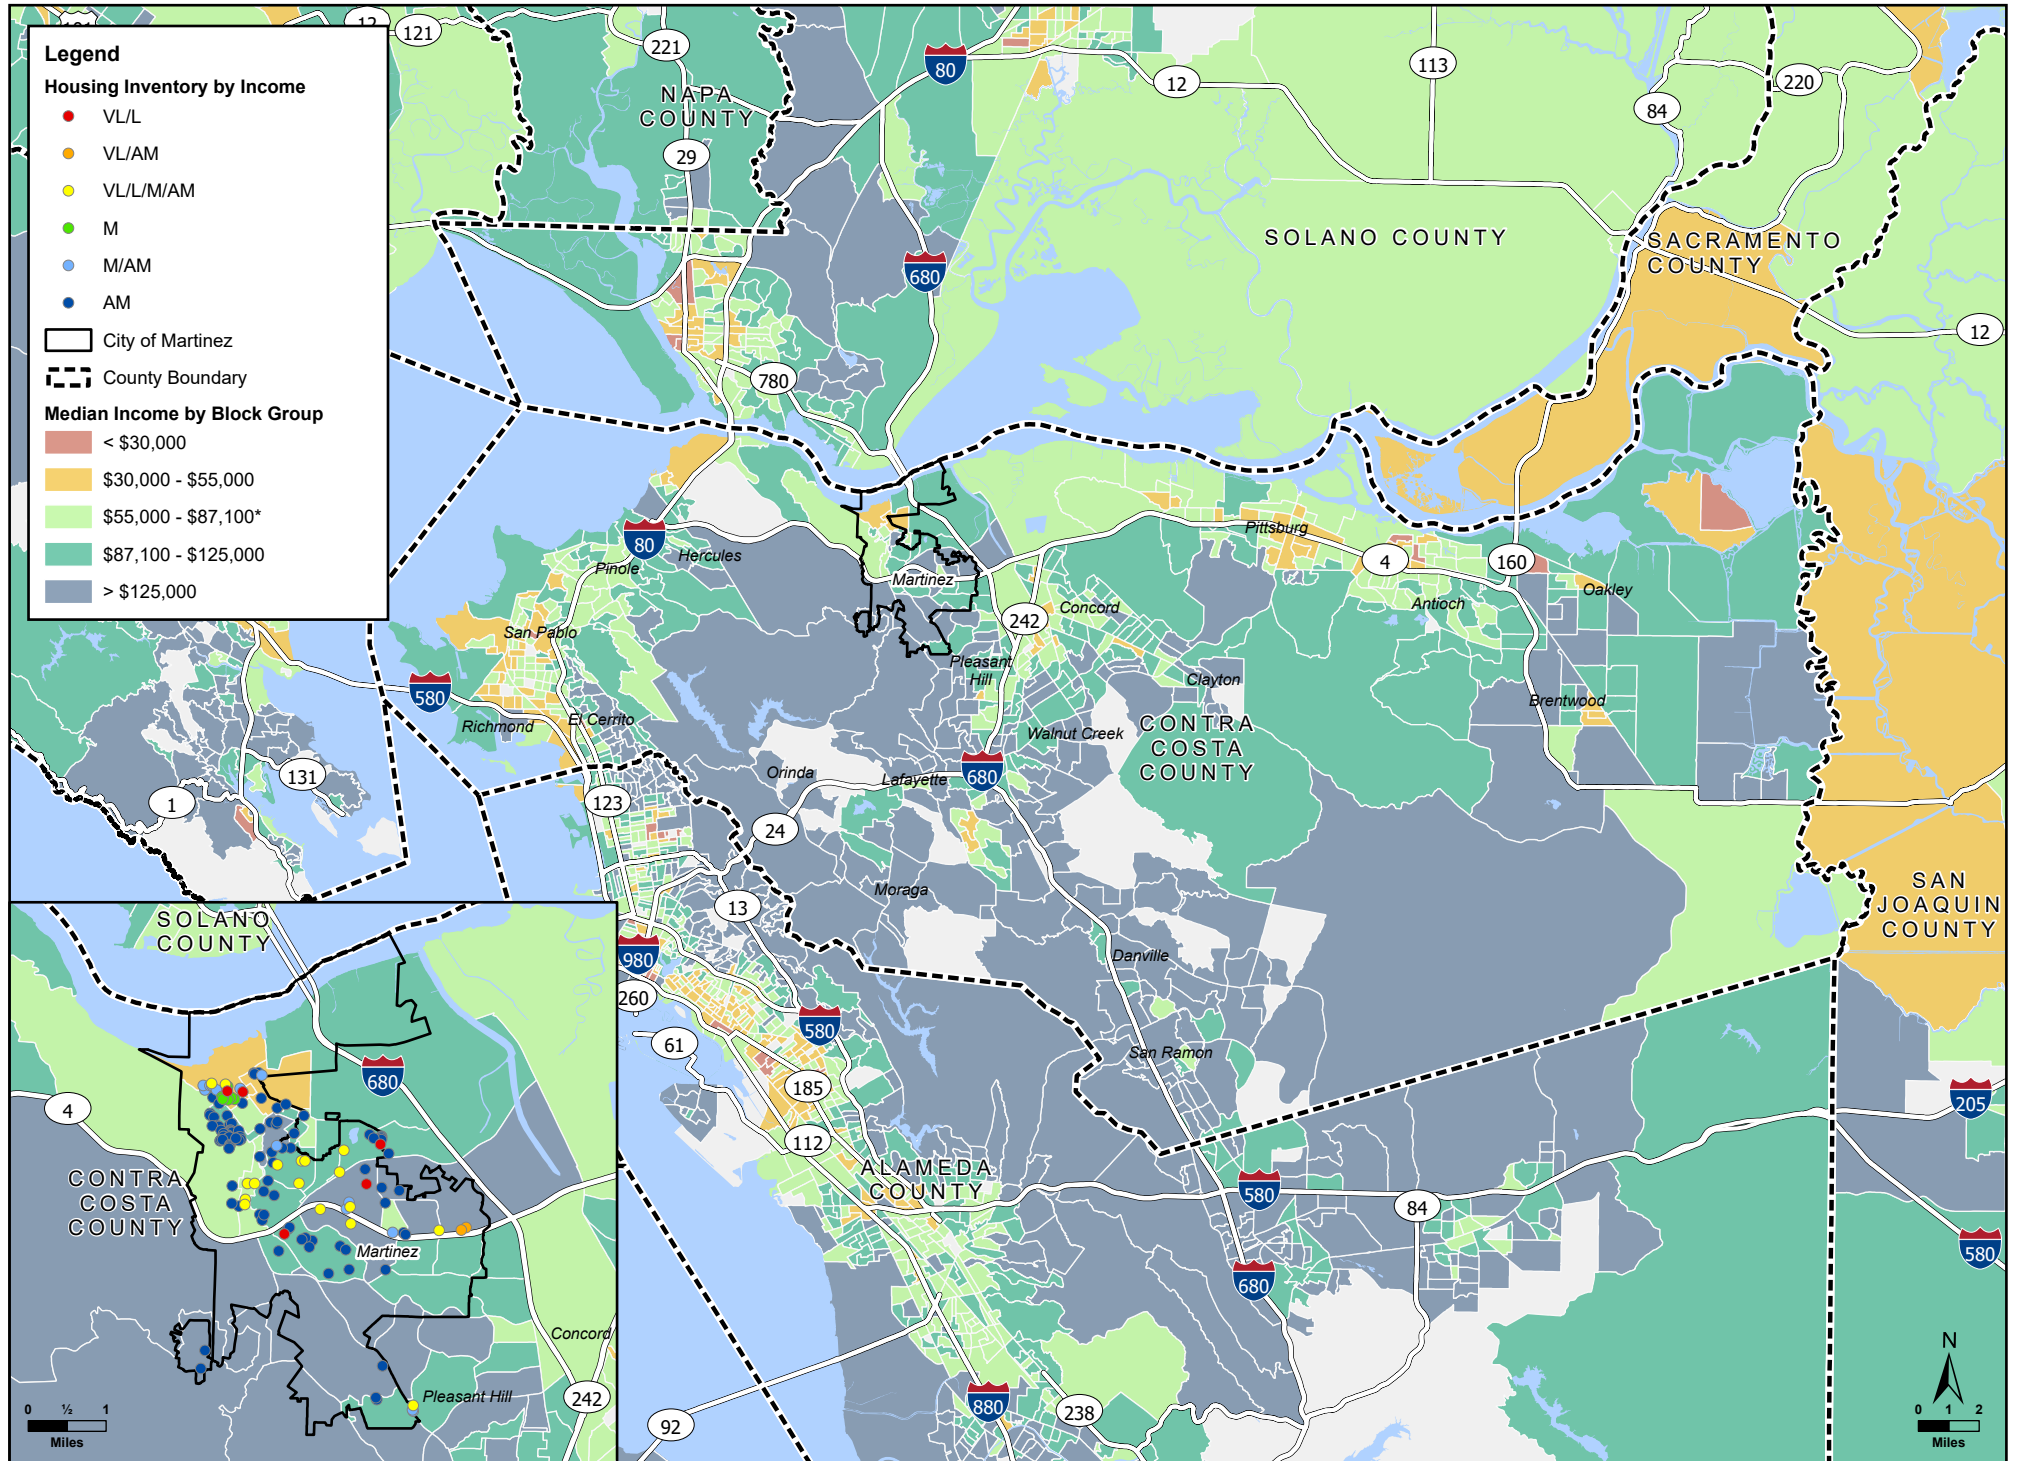 Legend
Housing Inventory by Income
VL/L
VL/AM
VL/L/M/AM
M
M/AM
AM
City of Martinez
County Boundary
Median Income by Block Group
< $30,000
$30,000 - $55,000
$55,000 - $87,100*
$87,100 - $125,000
> $125,000
12
121
221
80
12
113
84
220
NAPA
COUNTY
29
680
SOLANO COUNTY
SACRAMENTO
COUNTY
12
780
80
Hercules
Pinole
Martinez
Pittsburg
4
160
Oakley
Antioch
Concord
242
San Pablo
Pleasant
Hill
Clayton
580
Richmond
El Cerrito
Walnut Creek
Brentwood
CONTRA
COSTA
COUNTY
131
1
Orinda
Lafayette
680
123
24
Moraga
13
SAN
JOAQUIN
COUNTY
980
260
Danville
580
61
San Ramon
185
205
112
ALAMEDA
COUNTY
580
84
580
680
880
238
92
N
0 1 2
Miles
SOLANO
COUNTY
680
4
CONTRA
COSTA
COUNTY
Martinez
Concord
Pleasant Hill
242
0 ½ 1
Miles